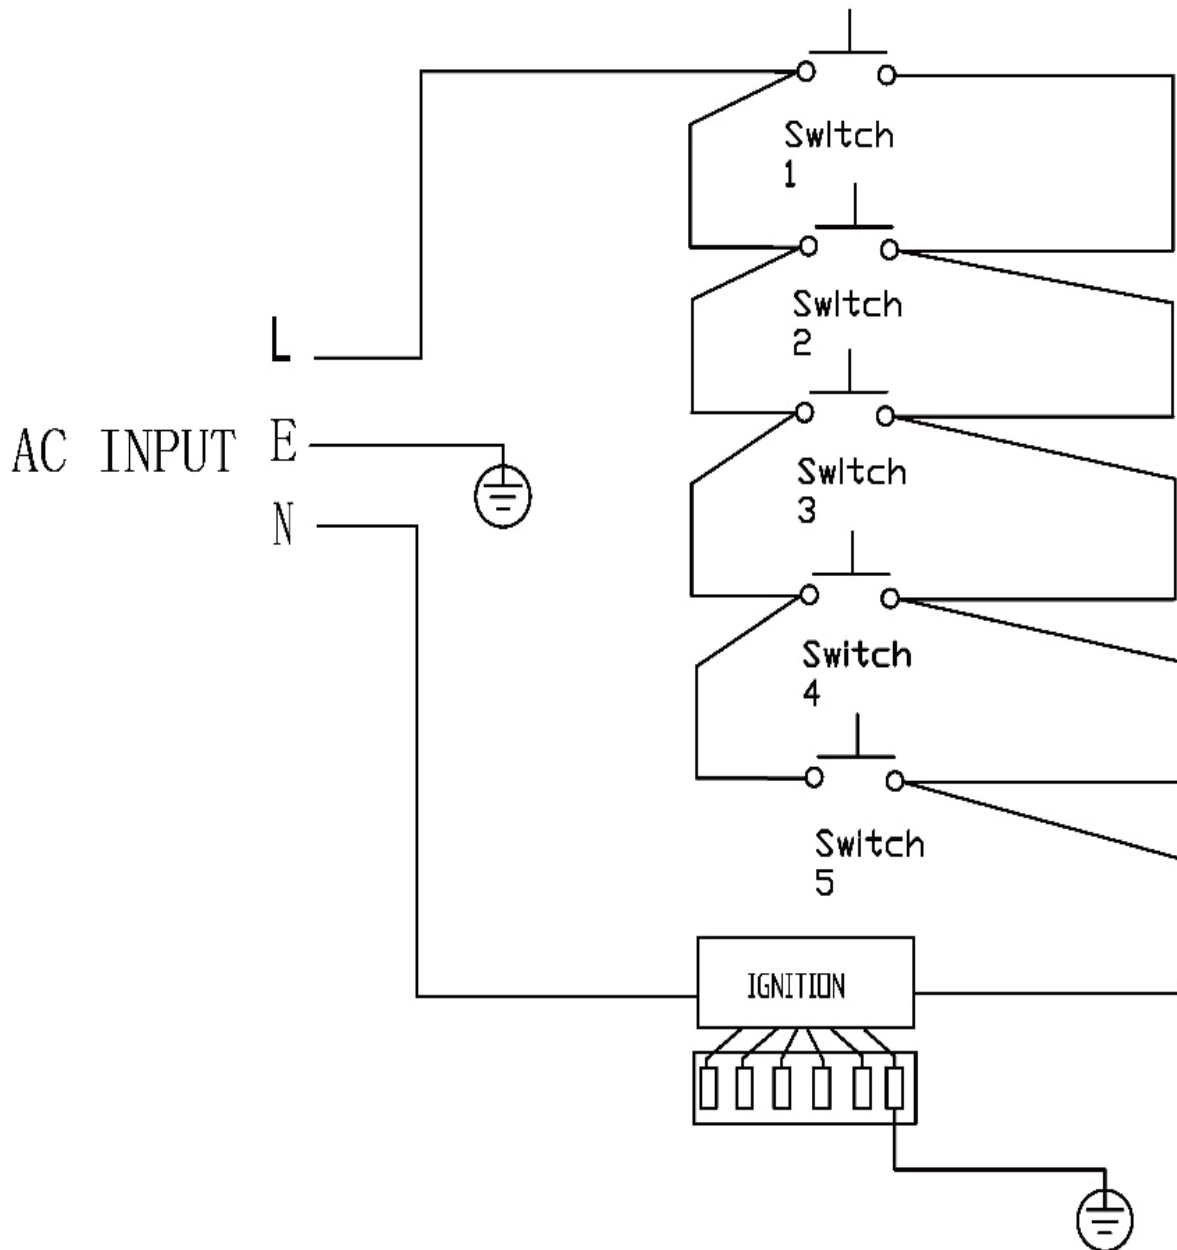 Switch
1
Switch
2
L
AC INPUT E
N
Switch
3
Switch
4
Switch
5
IGNITION